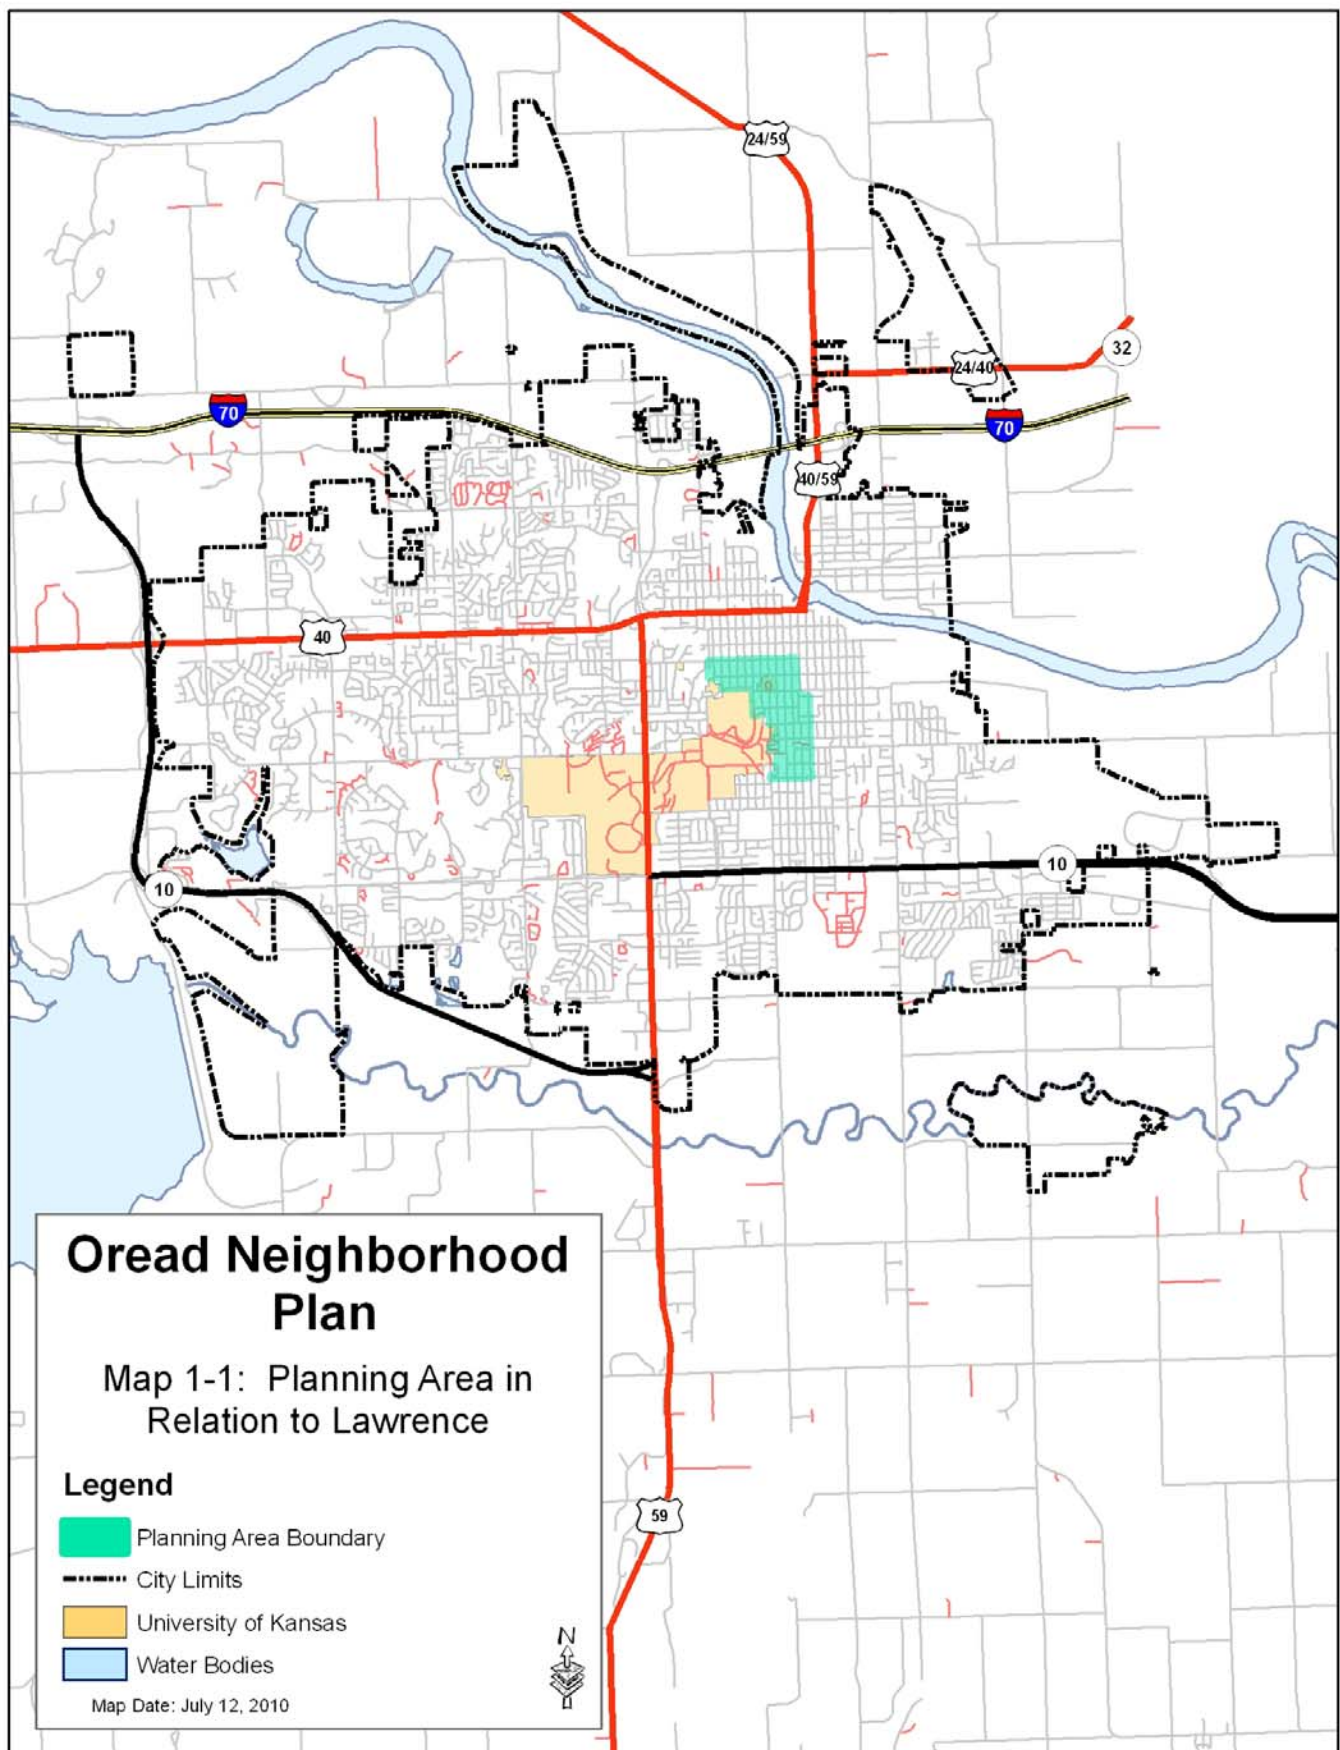 24/59
32
24/40
70
70
40/59
40
10
10
Oread Neighborhood
Plan
Map 1-1: Planning Area in
Relation to Lawrence
Legend
Planning Area Boundary
City Limits
University of Kansas
Water Bodies
Map Date: July 12, 2010
N
59